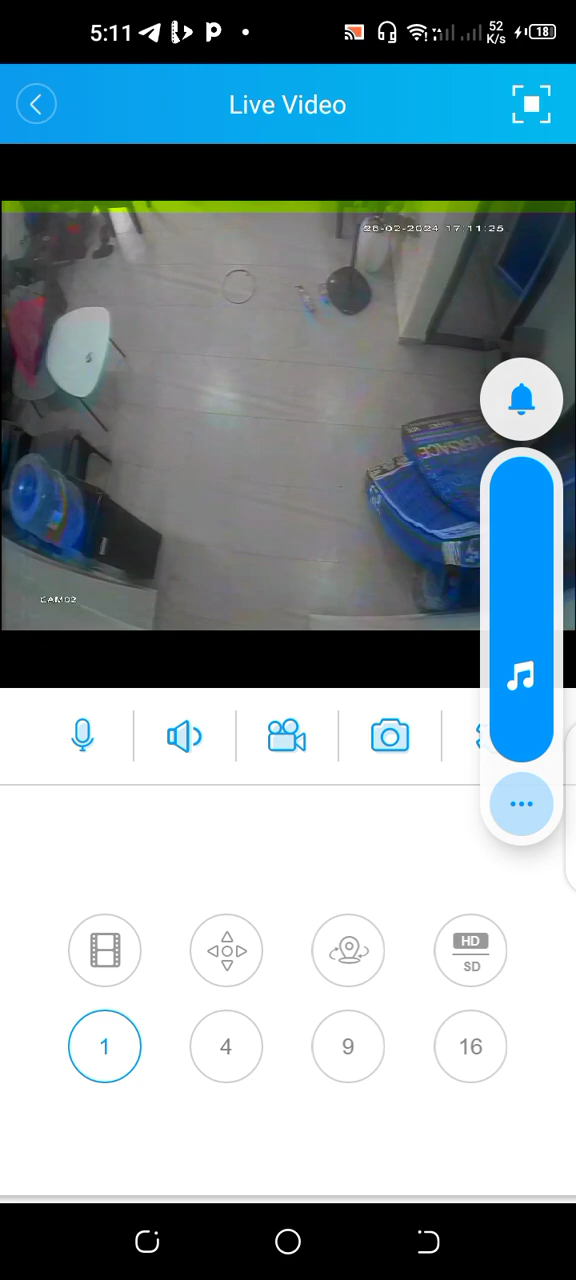 5:11
52
K/s
18
Live Video
26-02-2024 17:11:25
VERSACE
CAM02
HD
SD
1
4
9
16